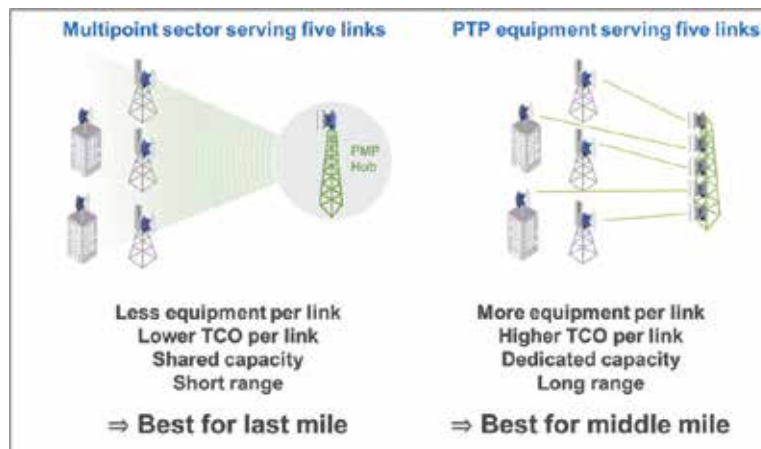 Multipoint sector serving five links
PMP
Hub
Less equipment per link
Lower TCO per link
Shared capacity
Short range
⇒ Best for last mile
PTP equipment serving five links
More equipment per link
Higher TCO per link
Dedicated capacity
Long range
⇒ Best for middle mile